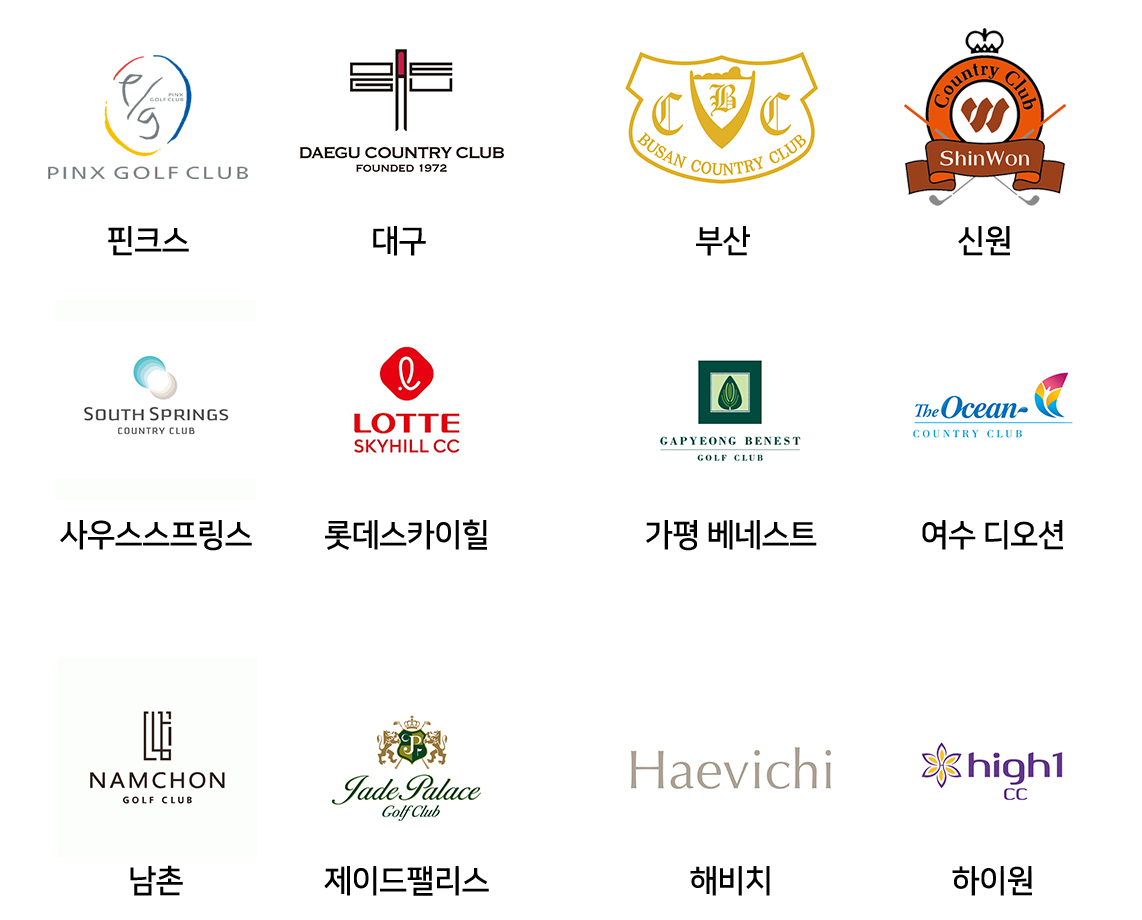 PINX
GOLF CLUB
PINX GOLF CLUB
핀크스
DAEGU COUNTRY CLUB
FOUNDED 1972
대구
C B C
BUSAN COUNTRY CLUB
부산
Country Club
ShinWon
신원
SOUTH SPRINGS
COUNTRY CLUB
사우스스프링스
LOTTE
SKYHILL CC
롯데스카이힐
GAPYEONG BENEST
GOLF CLUB
가평 베네스트
The Ocean
COUNTRY CLUB
여수 디오션
NAMCHON
GOLF CLUB
남촌
Jade Palace
Golf Club
제이드팰리스
Haevichi
해비치
high1
CC
하이원